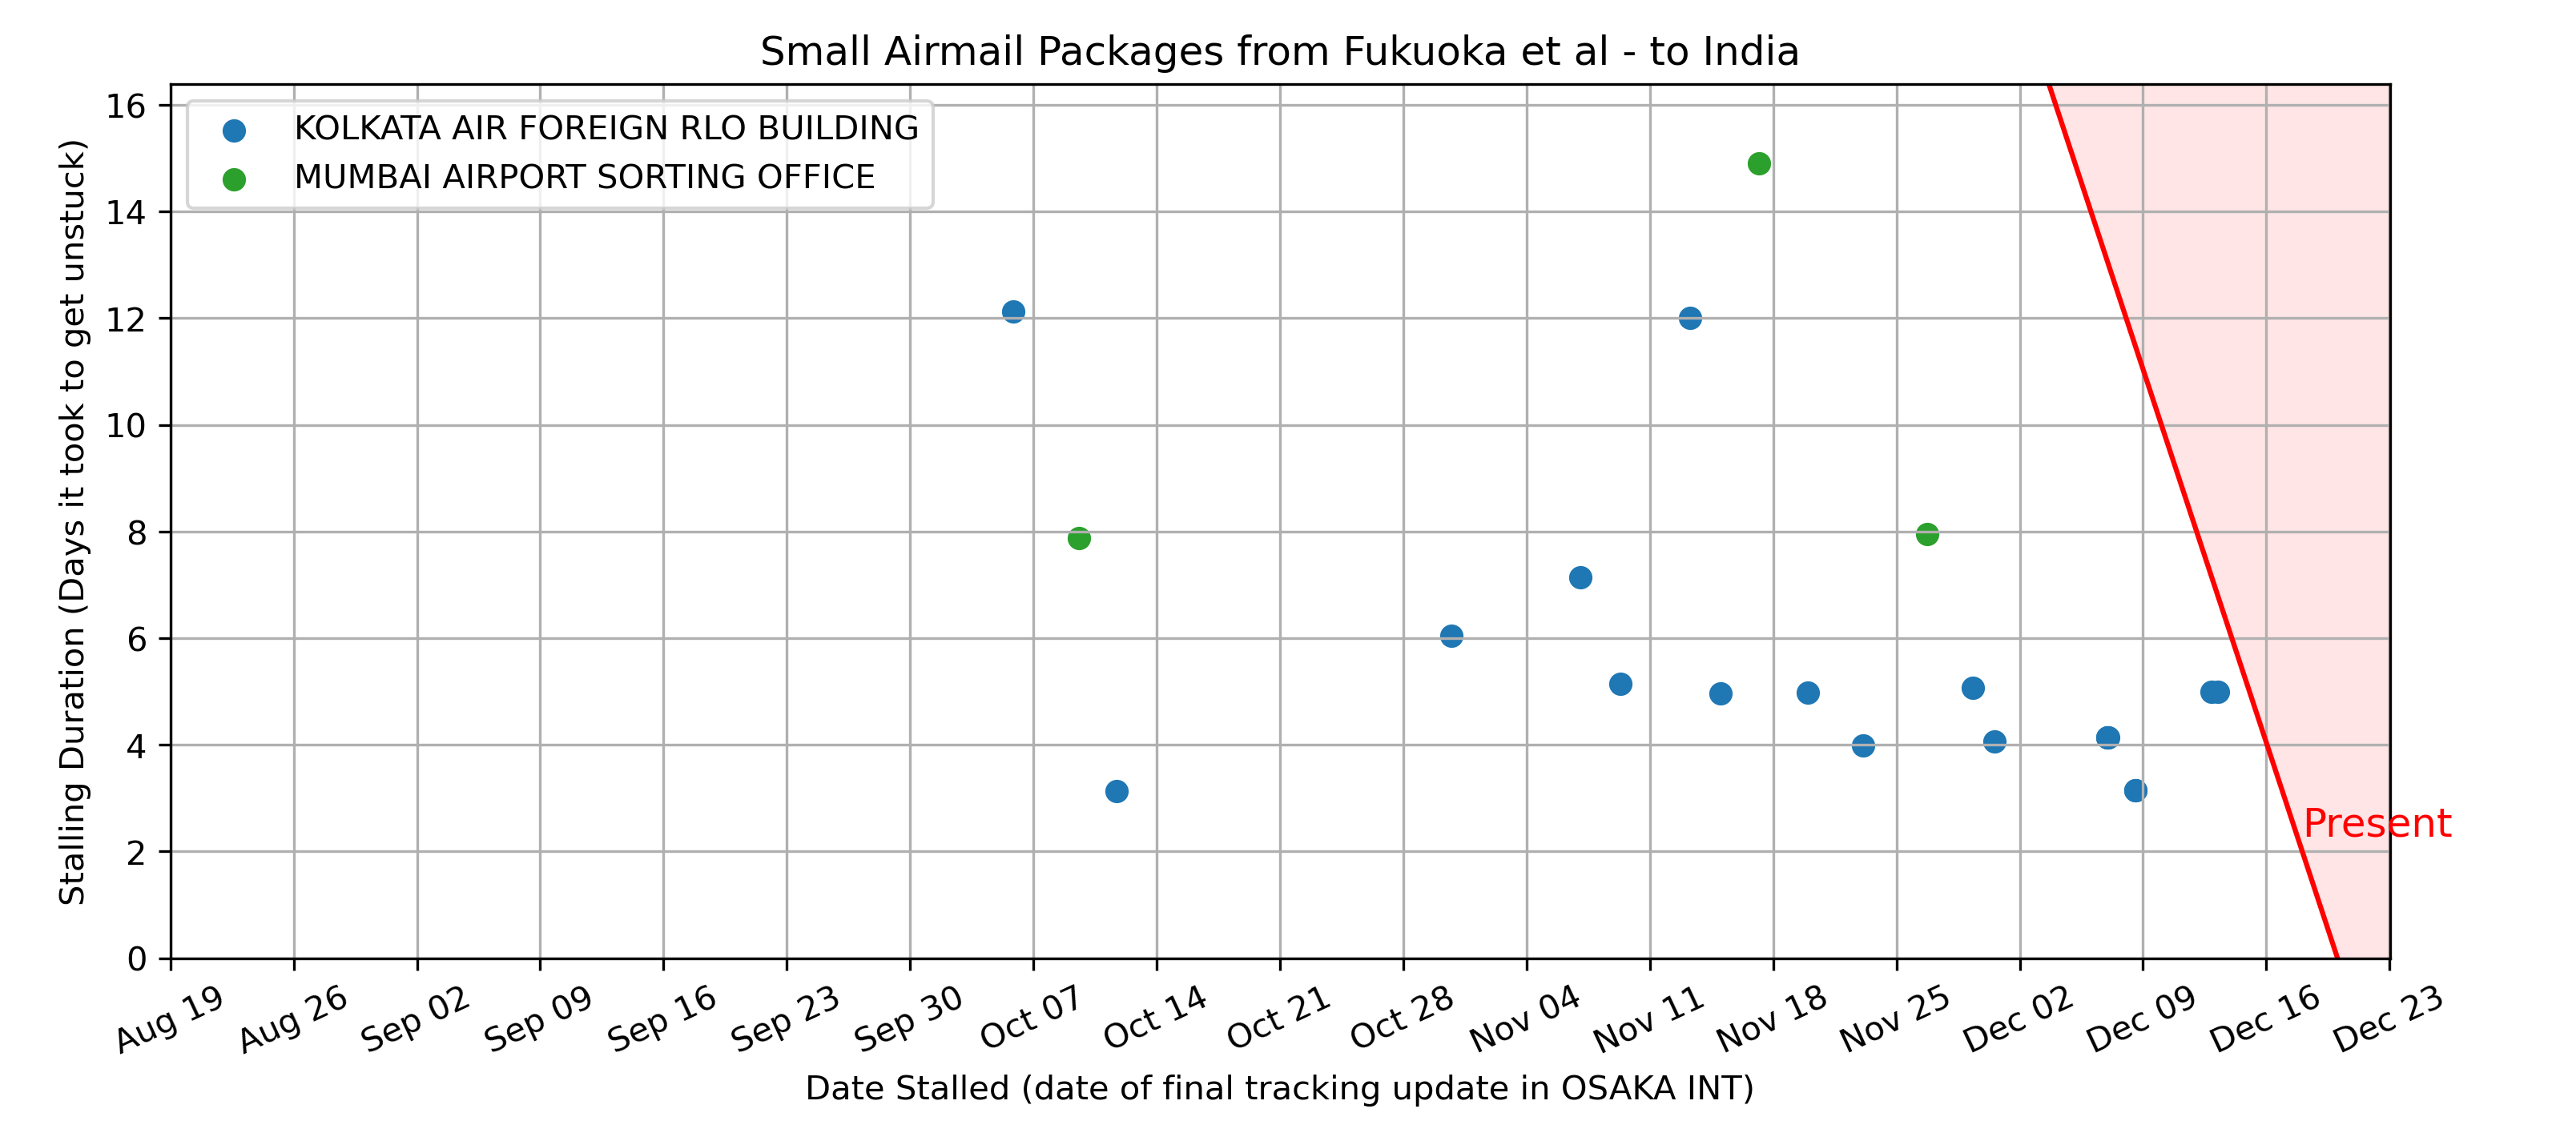 Small Airmail Packages from Fukuoka et al - to India
KOLKATA AIR FOREIGN RLO BUILDING
MUMBAI AIRPORT SORTING OFFICE
Stalling Duration (Days it took to get unstuck)
16
14
12
10
8
6
4
2
0
Present
Aug 19
Aug 26
Sep 02
Sep 09
Sep 16
Sep 23
Sep 30
Oct 07
Oct 14
Oct 21
Oct 28
Nov 04
Nov 11
Nov 18
Nov 25
Dec 02
Dec 09
Dec 16
Dec 23
Date Stalled (date of final tracking update in OSAKA INT)